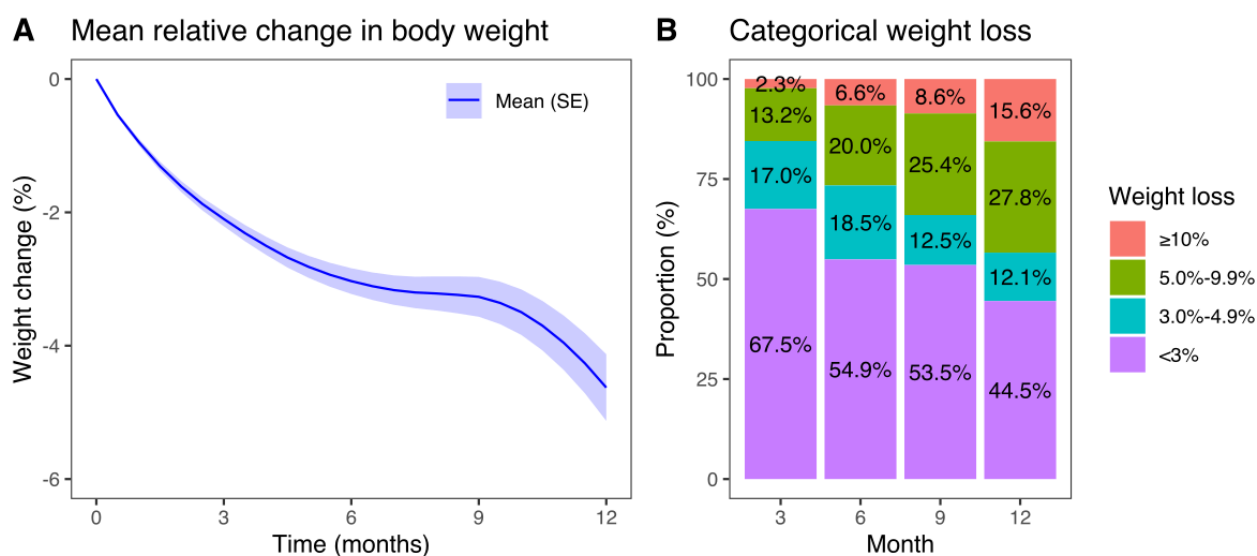 A Mean relative change in body weight
Weight change (%)
0
-2
-4
-6
Mean (SE)
0 3 6 9 12
Time (months)
B Categorical weight loss
Proportion (%)
100
75
50
25
0
2.3% 6.6% 8.6% 15.6%
13.2% 20.0% 25.4% 27.8%
17.0% 18.5% 12.5% 12.1%
67.5% 54.9% 53.5% 44.5%
3 6 9 12
Month
Weight loss
≥10%
5.0%-9.9%
3.0%-4.9%
<3%